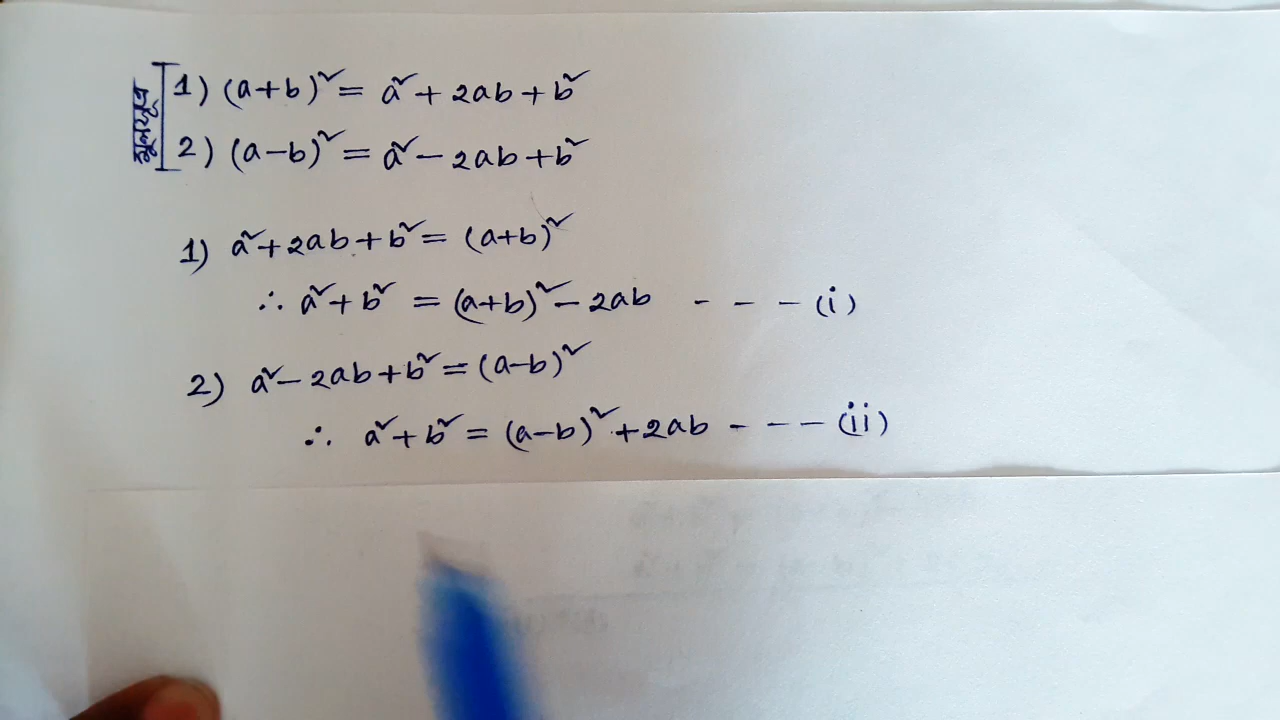 1) (a+b)² = a² + 2ab + b²
2) (a-b)² = a² - 2ab + b²
1) a² + 2ab + b² = (a+b)²
∴ a² + b² = (a+b)² - 2ab - - - (i)
2) a² - 2ab + b² = (a-b)²
∴ a² + b² = (a-b)² + 2ab - - - (ii)